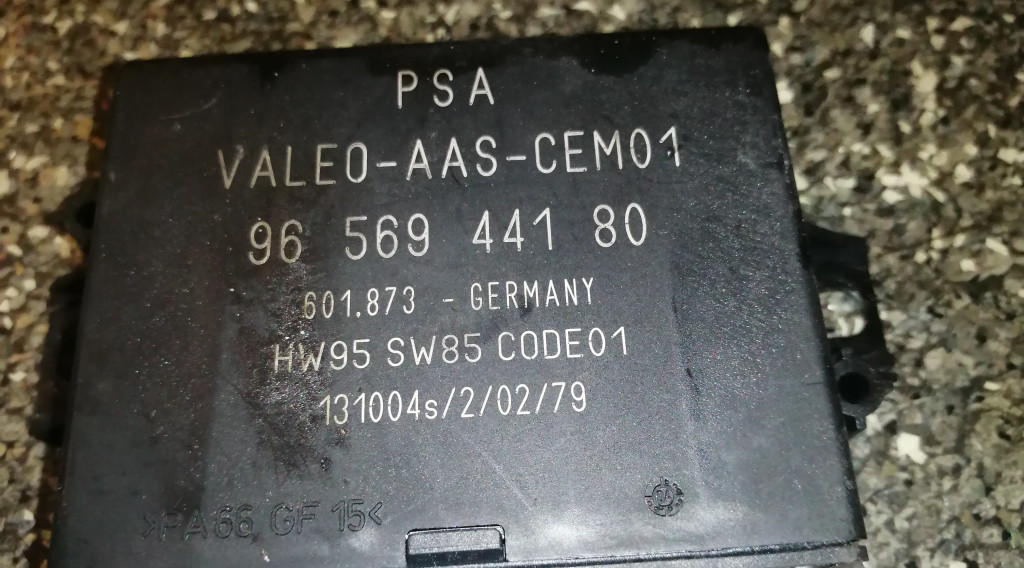 PSA
VALEO-AAS-CEM01
96 569 441 80
601.873 - GERMANY
HW95 SW85 CODE01
131004s/2/02/79
>PA66 GF 15<